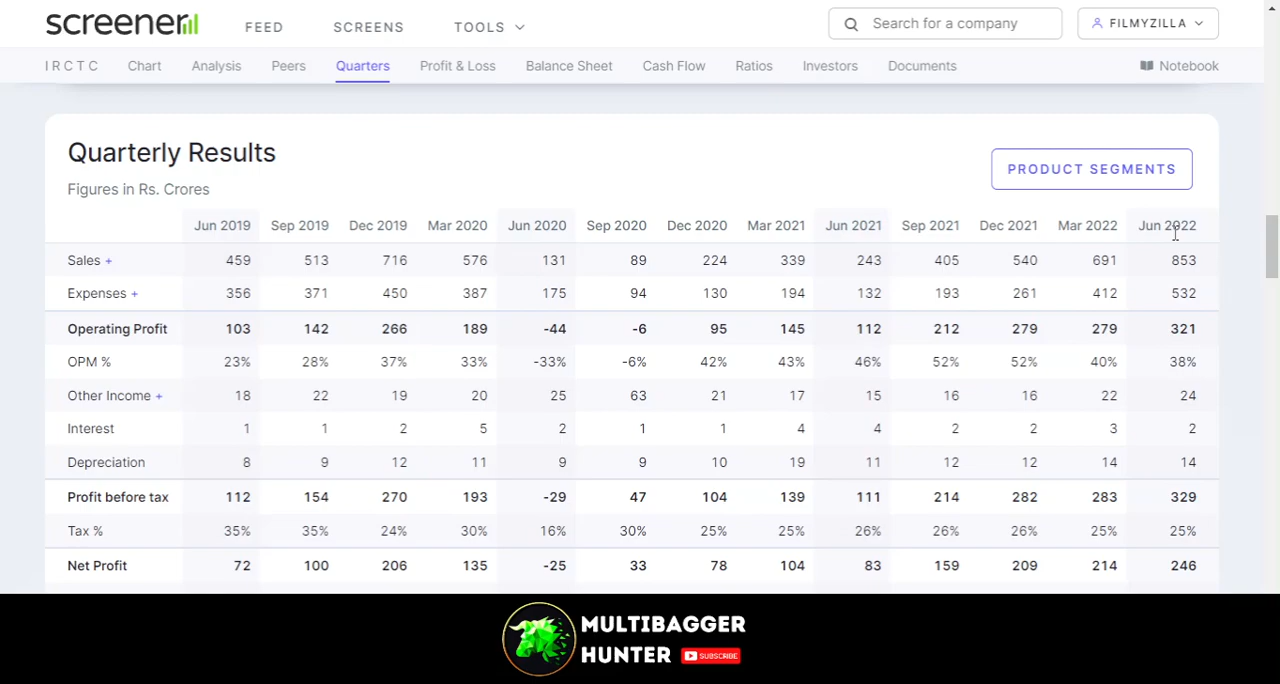 screener
FEED SCREENS TOOLS Search for a company FILMYZILLA
IRCTC Chart Analysis Peers Quarters Profit & Loss Balance Sheet Cash Flow Ratios Investors Documents Notebook
Quarterly Results
PRODUCT SEGMENTS
Figures in Rs. Crores
Jun 2019 Sep 2019 Dec 2019 Mar 2020 Jun 2020 Sep 2020 Dec 2020 Mar 2021 Jun 2021 Sep 2021 Dec 2021 Mar 2022 Jun 2022
Sales + 459 513 716 576 131 89 224 339 243 405 540 691 853
Expenses + 356 371 450 387 175 94 130 194 132 193 261 412 532
Operating Profit 103 142 266 189 -44 -6 95 145 112 212 279 279 321
OPM % 23% 28% 37% 33% -33% -6% 42% 43% 46% 52% 52% 40% 38%
Other Income + 18 22 19 20 25 63 21 17 15 16 16 22 24
Interest 1 1 2 5 2 1 1 4 4 2 2 3 2
Depreciation 8 9 12 11 9 9 10 19 11 12 12 14 14
Profit before tax 112 154 270 193 -29 47 104 139 111 214 282 283 329
Tax % 35% 35% 24% 30% 16% 30% 25% 25% 26% 26% 26% 25% 25%
Net Profit 72 100 206 135 -25 33 78 104 83 159 209 214 246
MULTIBAGGER
HUNTER SUBSCRIBE